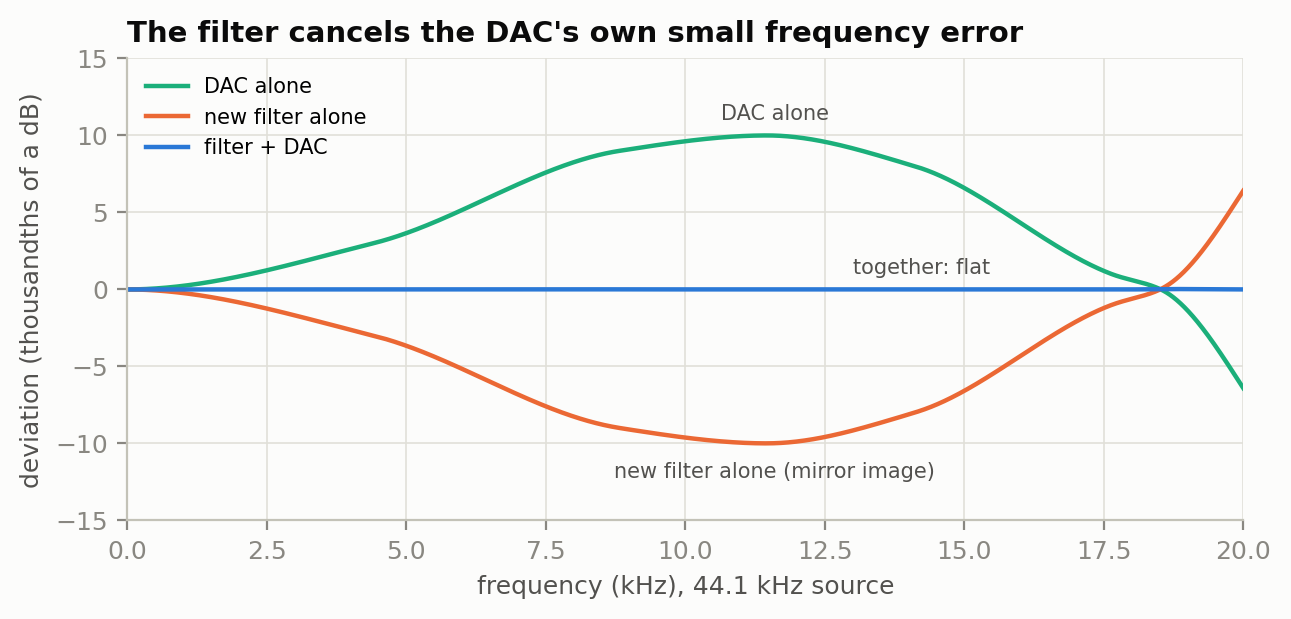 The filter cancels the DAC's own small frequency error
15
10
5
0
−5
−10
−15
deviation (thousandths of a dB)
DAC alone
new filter alone
filter + DAC
DAC alone
together: flat
new filter alone (mirror image)
0.0 2.5 5.0 7.5 10.0 12.5 15.0 17.5 20.0
frequency (kHz), 44.1 kHz source